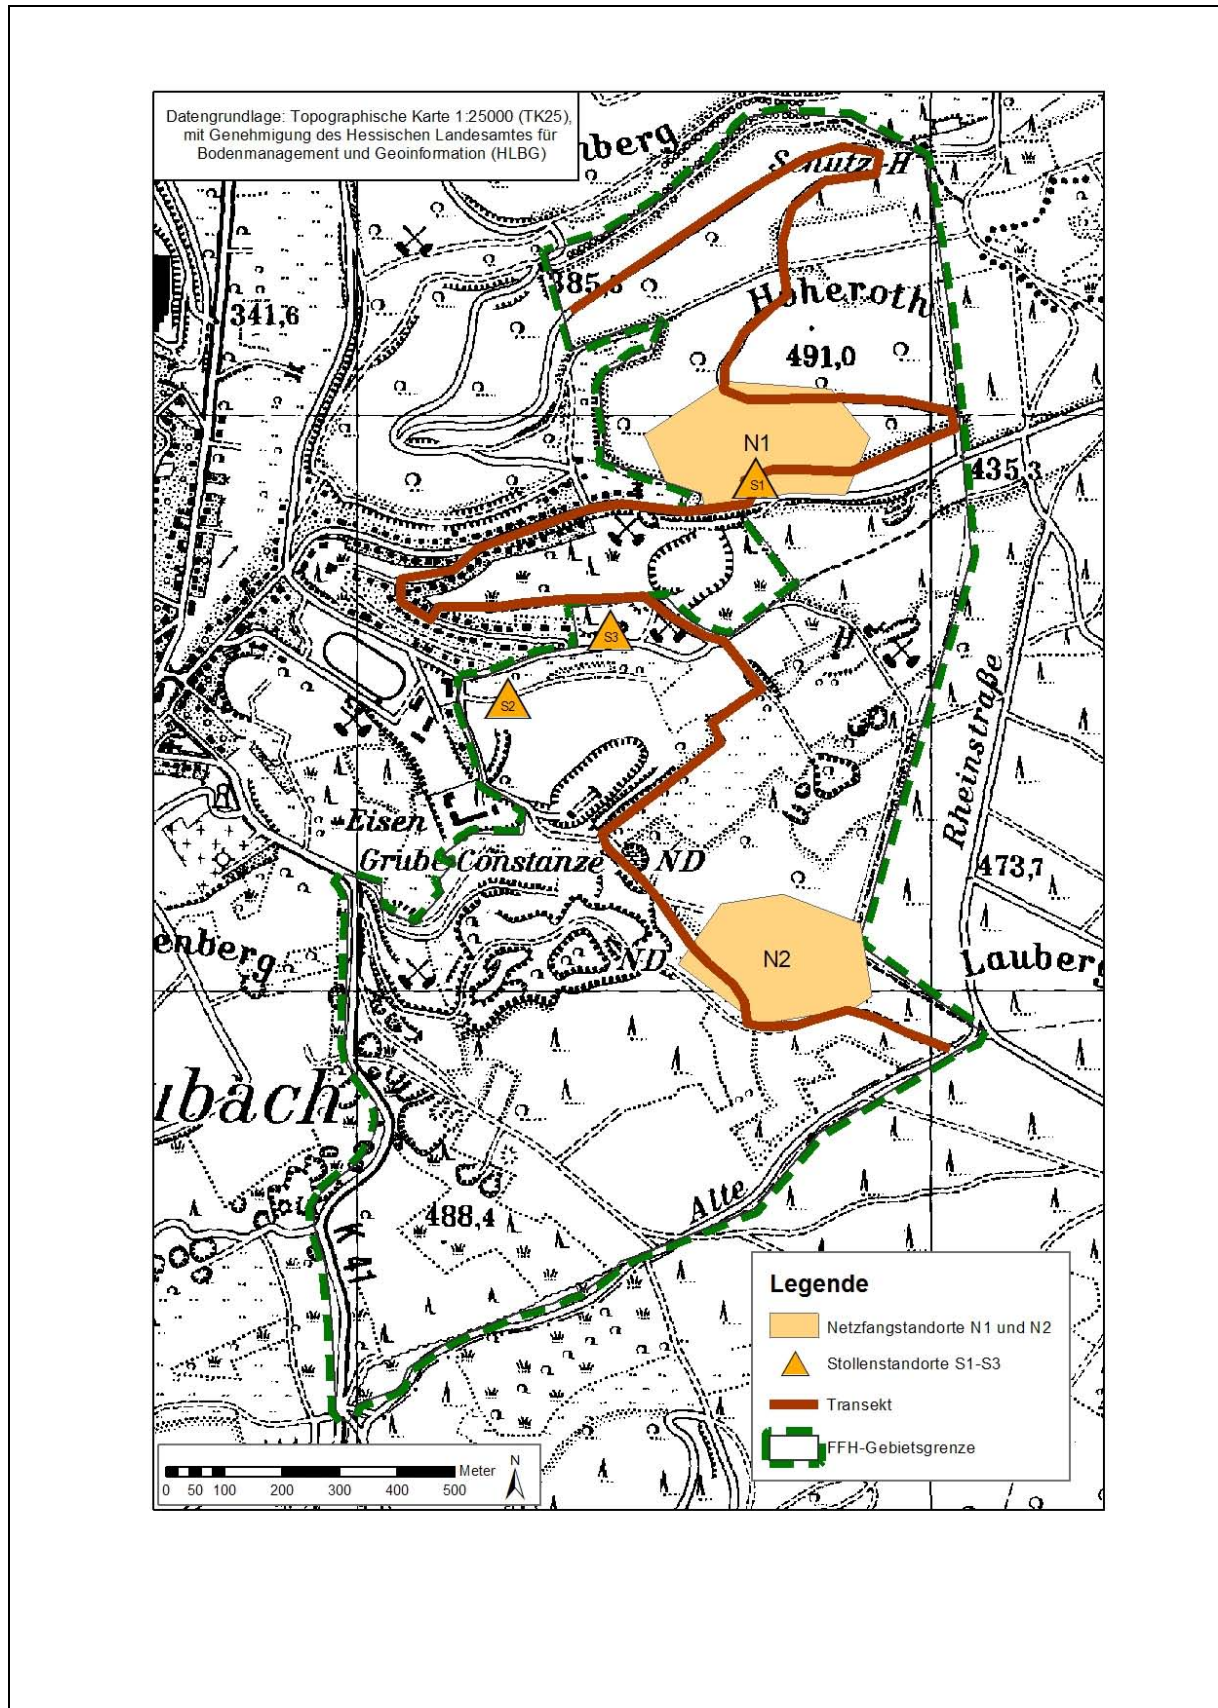 Datengrundlage: Topographische Karte 1:25000 (TK25),
mit Genehmigung des Hessischen Landesamtes für
Bodenmanagement und Geoinformation (HLBG)
nberg
Schutz-H
385,5
341,6
Hoheroth
491,0
N1
S1
435,3
S3
H
S2
Rheinstraße
Eisen
Grube Constanze
ND
473,7
enberg
ND
N2
Lauberg
ubach
Alte
488,4
K 41
Legende
Netzfangstandorte N1 und N2
Stollenstandorte S1-S3
Transekt
FFH-Gebietsgrenze
Meter
N
0 50 100 200 300 400 500